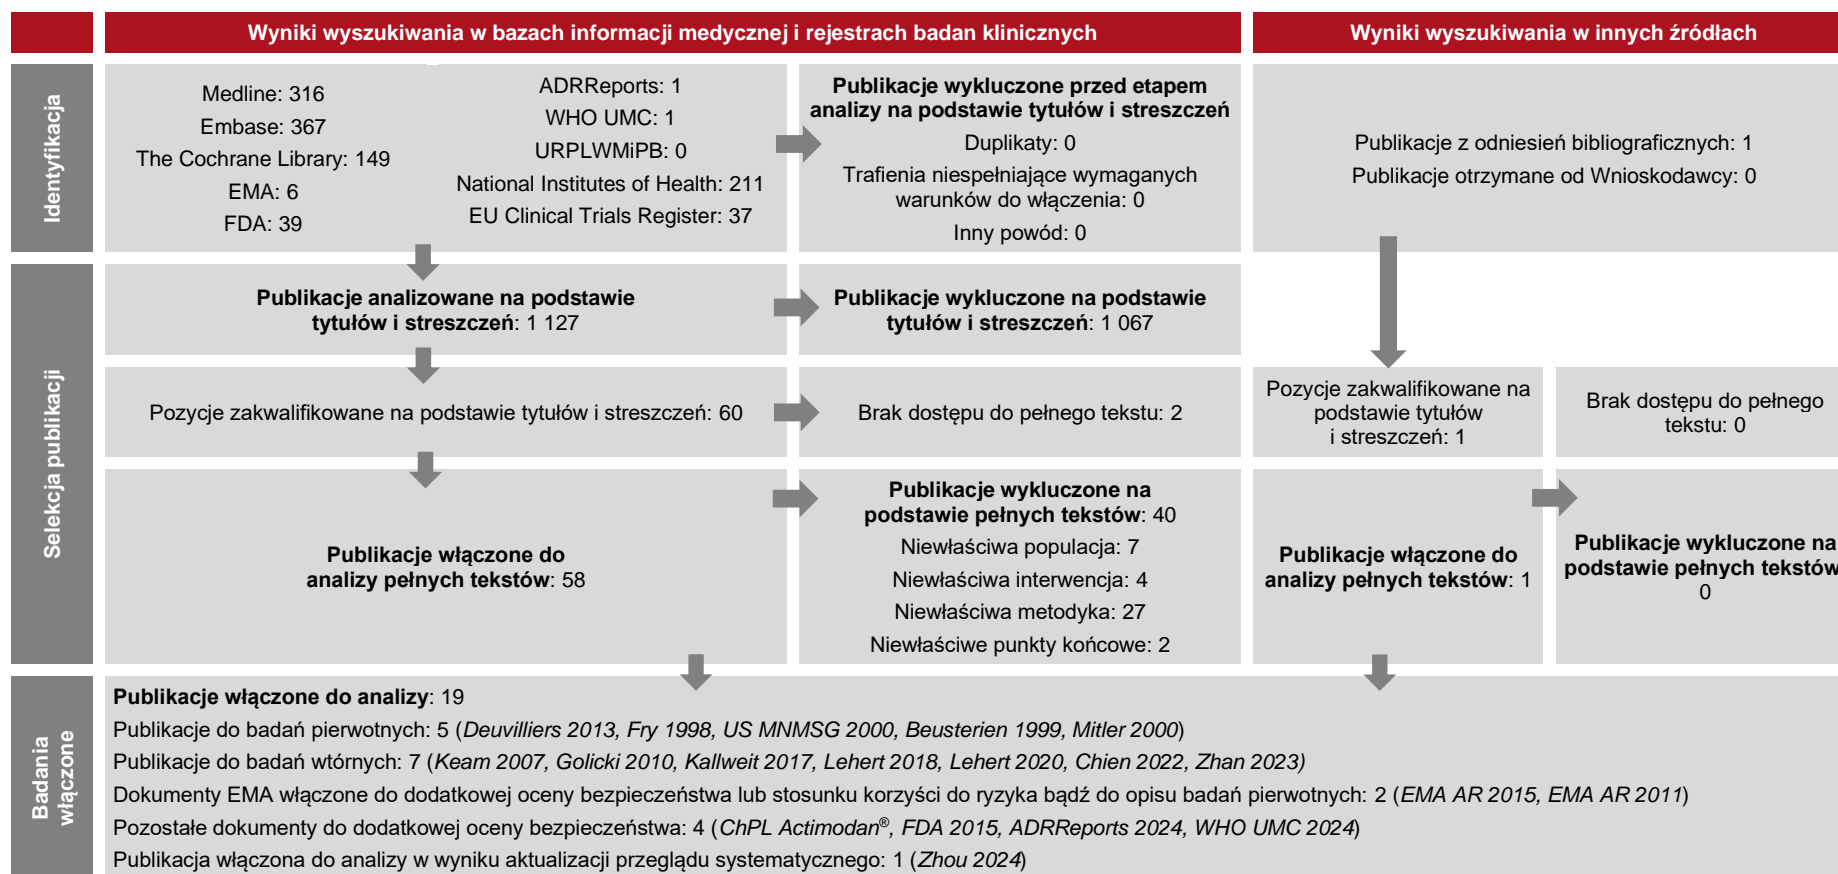 Wyniki wyszukiwania w bazach informacji medycznej i rejestrach badan klinicznych
Wyniki wyszukiwania w innych źródłach
Identyfikacja
Medline: 316
Embase: 367
The Cochrane Library: 149
EMA: 6
FDA: 39
ADRReports: 1
WHO UMC: 1
URPLWMiPB: 0
National Institutes of Health: 211
EU Clinical Trials Register: 37
Publikacje wykluczone przed etapem
analizy na podstawie tytułów i streszczeń
Duplikaty: 0
Trafienia niespełniające wymaganych
warunków do włączenia: 0
Inny powód: 0
Publikacje z odniesień bibliograficznych: 1
Publikacje otrzymane od Wnioskodawcy: 0
Selekcja publikacji
Publikacje analizowane na podstawie
tytułów i streszczeń: 1 127
Publikacje wykluczone na podstawie
tytułów i streszczeń: 1 067
Pozycje zakwalifikowane na podstawie tytułów i streszczeń: 60
Brak dostępu do pełnego tekstu: 2
Pozycje zakwalifikowane na
podstawie tytułów
i streszczeń: 1
Brak dostępu do pełnego
tekstu: 0
Publikacje włączone do
analizy pełnych tekstów: 58
Publikacje wykluczone na
podstawie pełnych tekstów: 40
Niewłaściwa populacja: 7
Niewłaściwa interwencja: 4
Niewłaściwa metodyka: 27
Niewłaściwe punkty końcowe: 2
Publikacje włączone do
analizy pełnych tekstów: 1
Publikacje wykluczone na
podstawie pełnych tekstów
0
Badania
włączone
Publikacje włączone do analizy: 19
Publikacje do badań pierwotnych: 5 (Deuvilliers 2013, Fry 1998, US MNMSG 2000, Beusterien 1999, Mitler 2000)
Publikacje do badań wtórnych: 7 (Keam 2007, Golicki 2010, Kallweit 2017, Lehert 2018, Lehert 2020, Chien 2022, Zhan 2023)
Dokumenty EMA włączone do dodatkowej oceny bezpieczeństwa lub stosunku korzyści do ryzyka bądź do opisu badań pierwotnych: 2 (EMA AR 2015, EMA AR 2011)
Pozostałe dokumenty do dodatkowej oceny bezpieczeństwa: 4 (ChPL Actimodan®, FDA 2015, ADRReports 2024, WHO UMC 2024)
Publikacja włączona do analizy w wyniku aktualizacji przeglądu systematycznego: 1 (Zhou 2024)